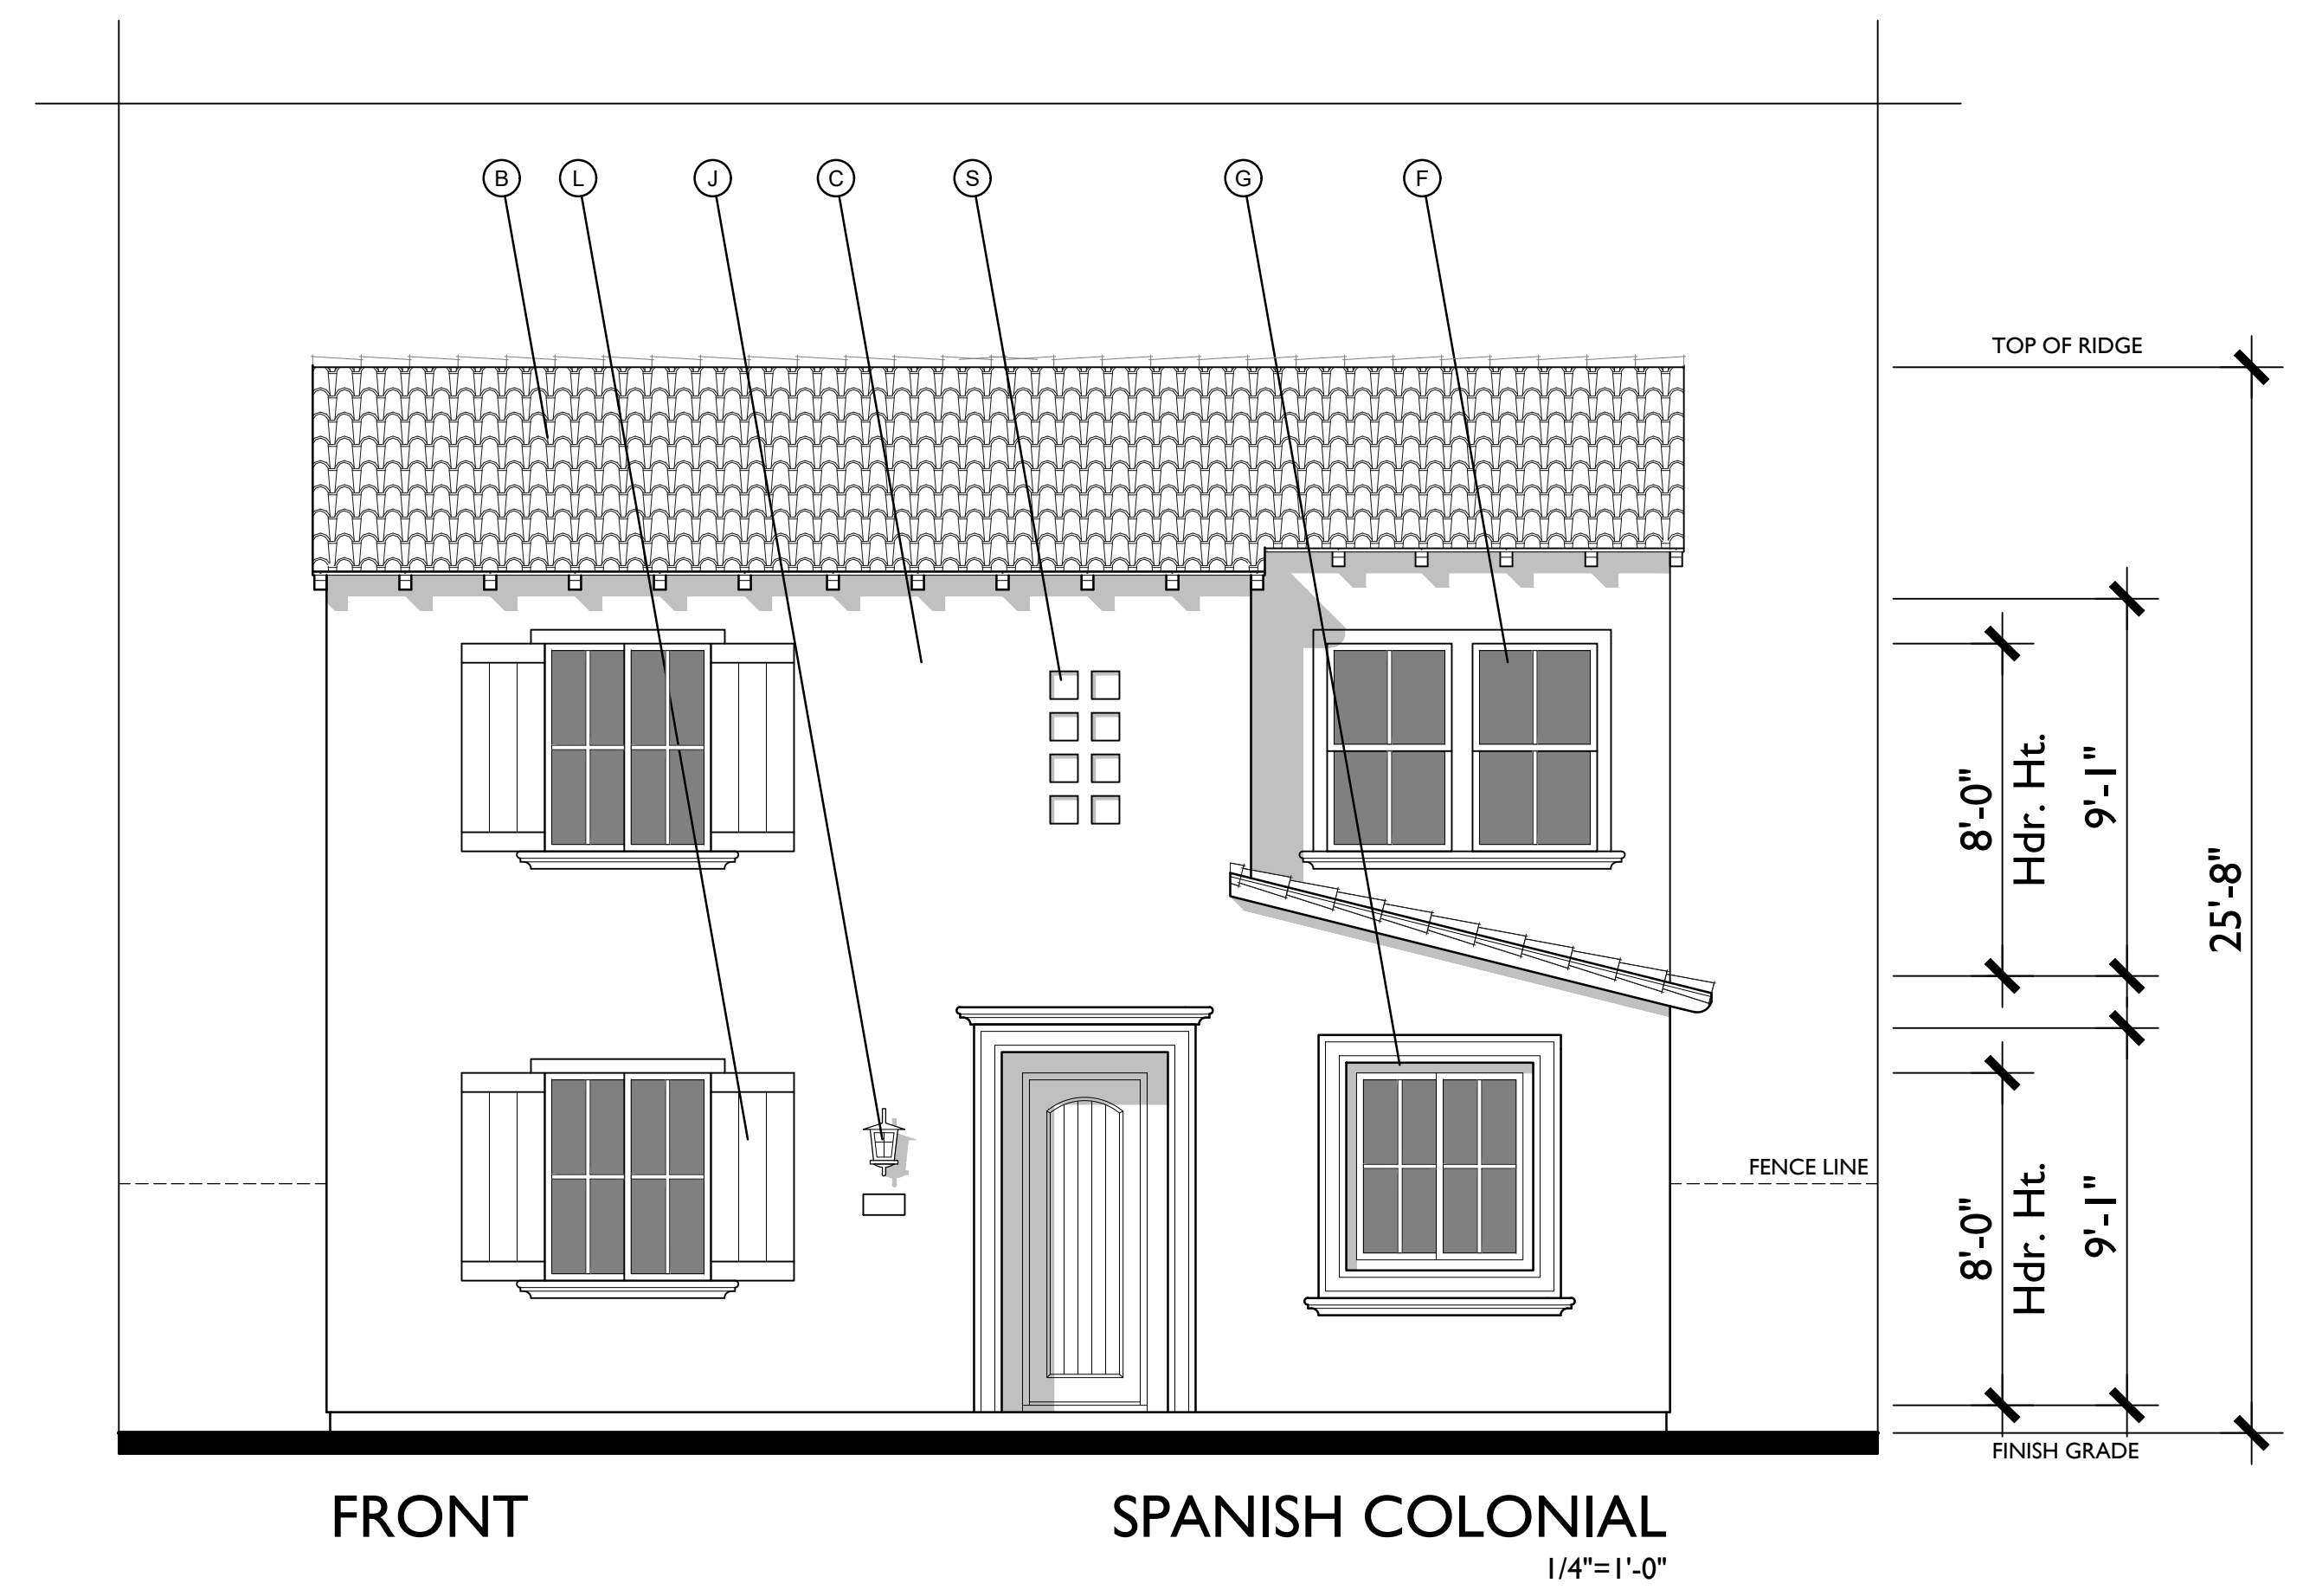 B L J C S G F
TOP OF RIDGE
8'-0"
Hdr. Ht.
9'-1"
25'-8"
FENCE LINE
8'-0"
Hdr. Ht.
9'-1"
FINISH GRADE
FRONT
SPANISH COLONIAL
1/4"=1'-0"